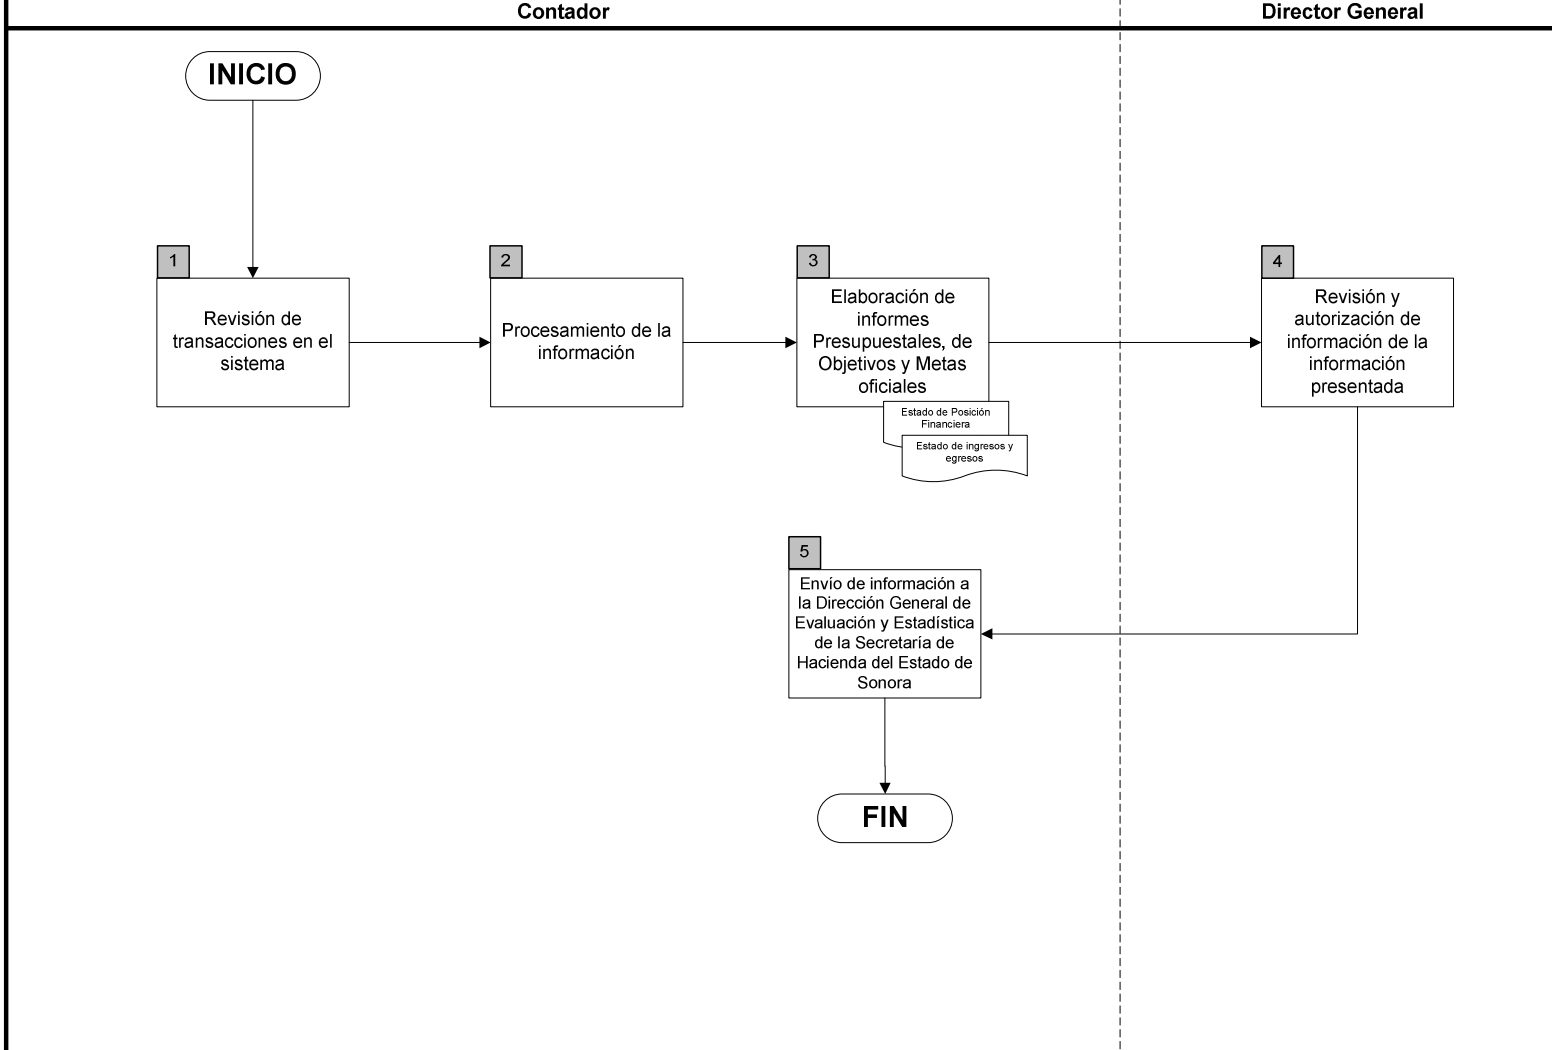 Contador
Director General
INICIO
1
Revisión de
transacciones en el
sistema
2
Procesamiento de la
información
3
Elaboración de
informes
Presupuestales, de
Objetivos y Metas
oficiales
Estado de Posición
Financiera
Estado de ingresos y
egresos
4
Revisión y
autorización de
información de la
información
presentada
5
Envío de información a
la Dirección General de
Evaluación y Estadística
de la Secretaría de
Hacienda del Estado de
Sonora
FIN